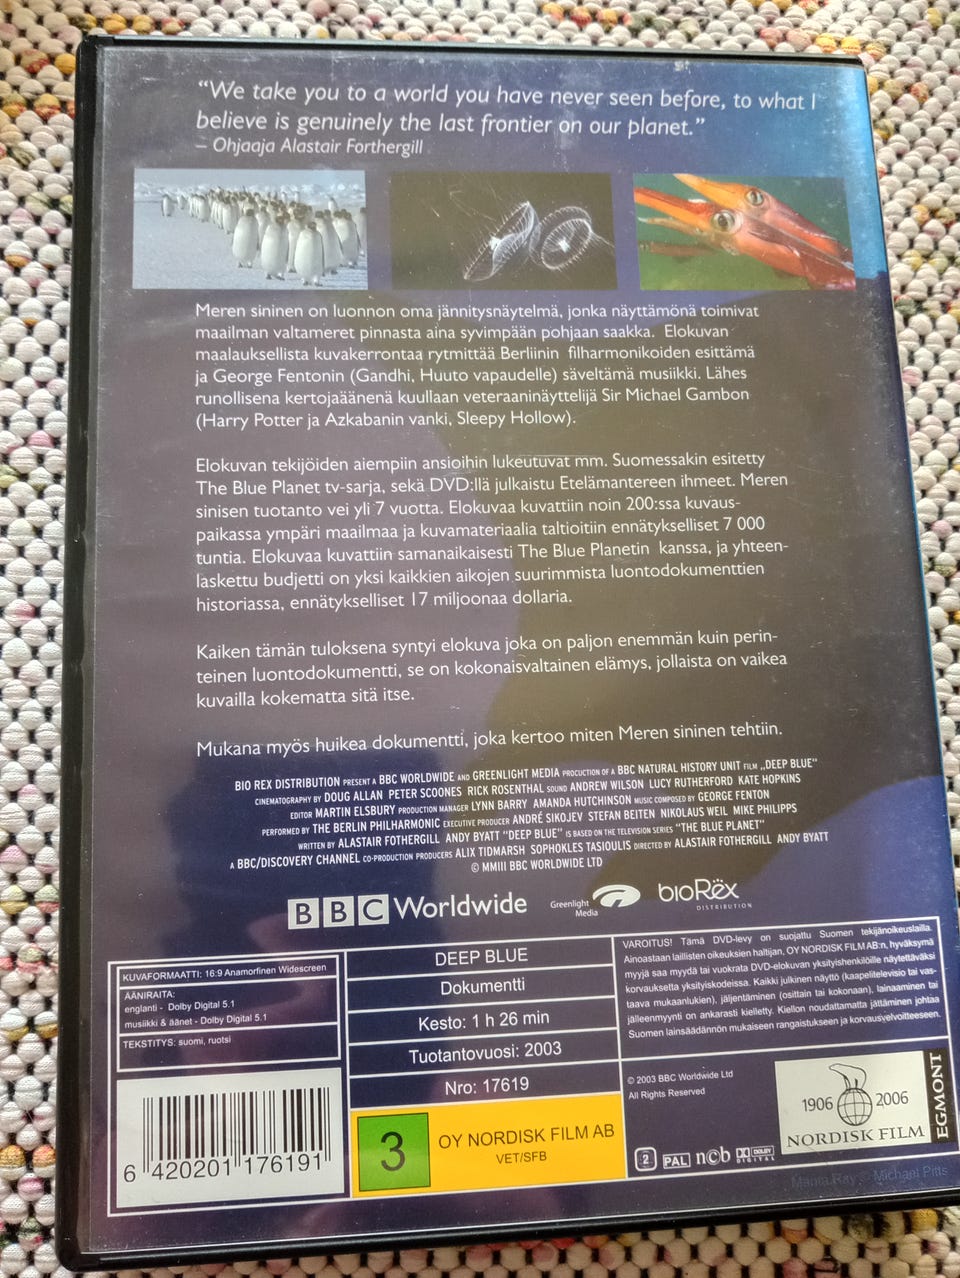 “We take you to a world you have never seen before, to what I
believe is genuinely the last frontier on our planet.”
– Ohjaaja Alastair Forthergill
Meren sininen on luonnon oma jännitysnäytelmä, jonka näyttämönä toimivat
maailman valtameret pinnasta aina syvimpään pohjaan saakka. Elokuvan
maalauksellista kuvakerrontaa rytmittää Berliinin filharmonikoiden esittämä
ja George Fentonin (Gandhi, Huuto vapaudelle) säveltämä musiikki. Lähes
runollisena kertojaäänenä kuullaan veteraaninäyttelijä Sir Michael Gambon
(Harry Potter ja Azkabanin vanki, Sleepy Hollow).
Elokuvan tekijöiden aiempiin ansioihin lukeutuvat mm. Suomessakin esitetty
The Blue Planet tv-sarja, sekä DVD:llä julkaistu Etelämantereen ihmeet. Meren
sinisen tuotanto vei yli 7 vuotta. Elokuvaa kuvattiin noin 200:ssa kuvaus-
paikassa ympäri maailmaa ja kuvamateriaalia taltioitiin ennätykselliset 7 000
tuntia. Elokuvaa kuvattiin samanaikaisesti The Blue Planetin kanssa, ja yhteen-
laskettu budjetti on yksi kaikkien aikojen suurimmista luontodokumenttien
historiassa, ennätykselliset 17 miljoonaa dollaria.
Kaiken tämän tuloksena syntyi elokuva joka on paljon enemmän kuin perin-
teinen luontodokumentti, se on kokonaisvaltainen elämys, jollaista on vaikea
kuvailla kokematta sitä itse.
Mukana myös huikea dokumentti, joka kertoo miten Meren sininen tehtiin.
BIO REX DISTRIBUTION PRESENT A BBC WORLDWIDE AND GREENLIGHT MEDIA PROCUCTION OF A BBC NATURAL HISTORY UNIT FILM „DEEP BLUE“
CINEMATOGRAPHY BY DOUG ALLAN PETER SCOONES RICK ROSENTHAL SOUND ANDREW WILSON LUCY RUTHERFORD KATE HOPKINS
EDITOR MARTIN ELSBURY PRODUCTION MANAGER LYNN BARRY AMANDA HUTCHINSON MUSIC COMPOSED BY GEORGE FENTON
PERFORMED BY THE BERLIN PHILHARMONIC EXECUTIVE PRODUCER ANDRÉ SIKOJEV STEFAN BEITEN NIKOLAUS WEIL MIKE PHILIPPS
WRITTEN BY ALASTAIR FOTHERGILL ANDY BYATT “DEEP BLUE” IS BASED ON THE TELEVISION SERIES “THE BLUE PLANET”
A BBC/DISCOVERY CHANNEL CO-PRODUCTION PRODUCERS ALIX TIDMARSH SOPHOKLES TASIOULIS DIRECTED BY ALASTAIR FOTHERGILL ANDY BYATT
© MMIII BBC WORLDWIDE LTD
BBC Worldwide
Greenlight
Media
bioRëx
DISTRIBUTION
KUVAFORMAATTI: 16:9 Anamorfinen Widescreen
ÄÄNIRAITA:
englanti - Dolby Digital 5.1
musiikki & äänet - Dolby Digital 5.1
TEKSTITYS: suomi, ruotsi
6 420201 176191
DEEP BLUE
Dokumentti
Kesto: 1 h 26 min
Tuotantovuosi: 2003
Nro: 17619
3
OY NORDISK FILM AB
VET/SFB
VAROITUS! Tämä DVD-levy on suojattu Suomen tekijänoikeuslailla.
Ainoastaan laillisten oikeuksien haltijan, OY NORDISK FILM AB:n, hyväksymä
myyjä saa myydä tai vuokrata DVD-elokuvan yksityishenkilöille näytettäväksi
korvauksetta yksityiskodeissa. Kaikki julkinen näyttö (kaapelitelevisio tai vas-
taava mukaanlukien), jäljentäminen (osittain tai kokonaan), lainaaminen tai
jälleenmyynti on ankarasti kielletty. Kiellon noudattamatta jättäminen johtaa
Suomen lainsäädännön mukaiseen rangaistukseen ja korvausvelvoitteeseen.
© 2003 BBC Worldwide Ltd
All Rights Reserved
2 PAL ncb DOLBY
DIGITAL
1906 2006
NORDISK FILM
EGMONT
Manta Ray © Michael Pitts